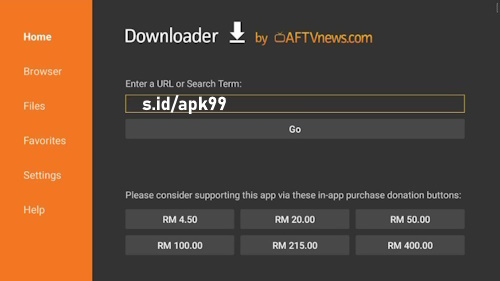 Home
Browser
Files
Favorites
Settings
Help
Downloader by AFTVnews.com
Enter a URL or Search Term:
s.id/apk99
Go
Please consider supporting this app via these in-app purchase donation buttons:
RM 4.50 RM 20.00 RM 50.00
RM 100.00 RM 215.00 RM 400.00